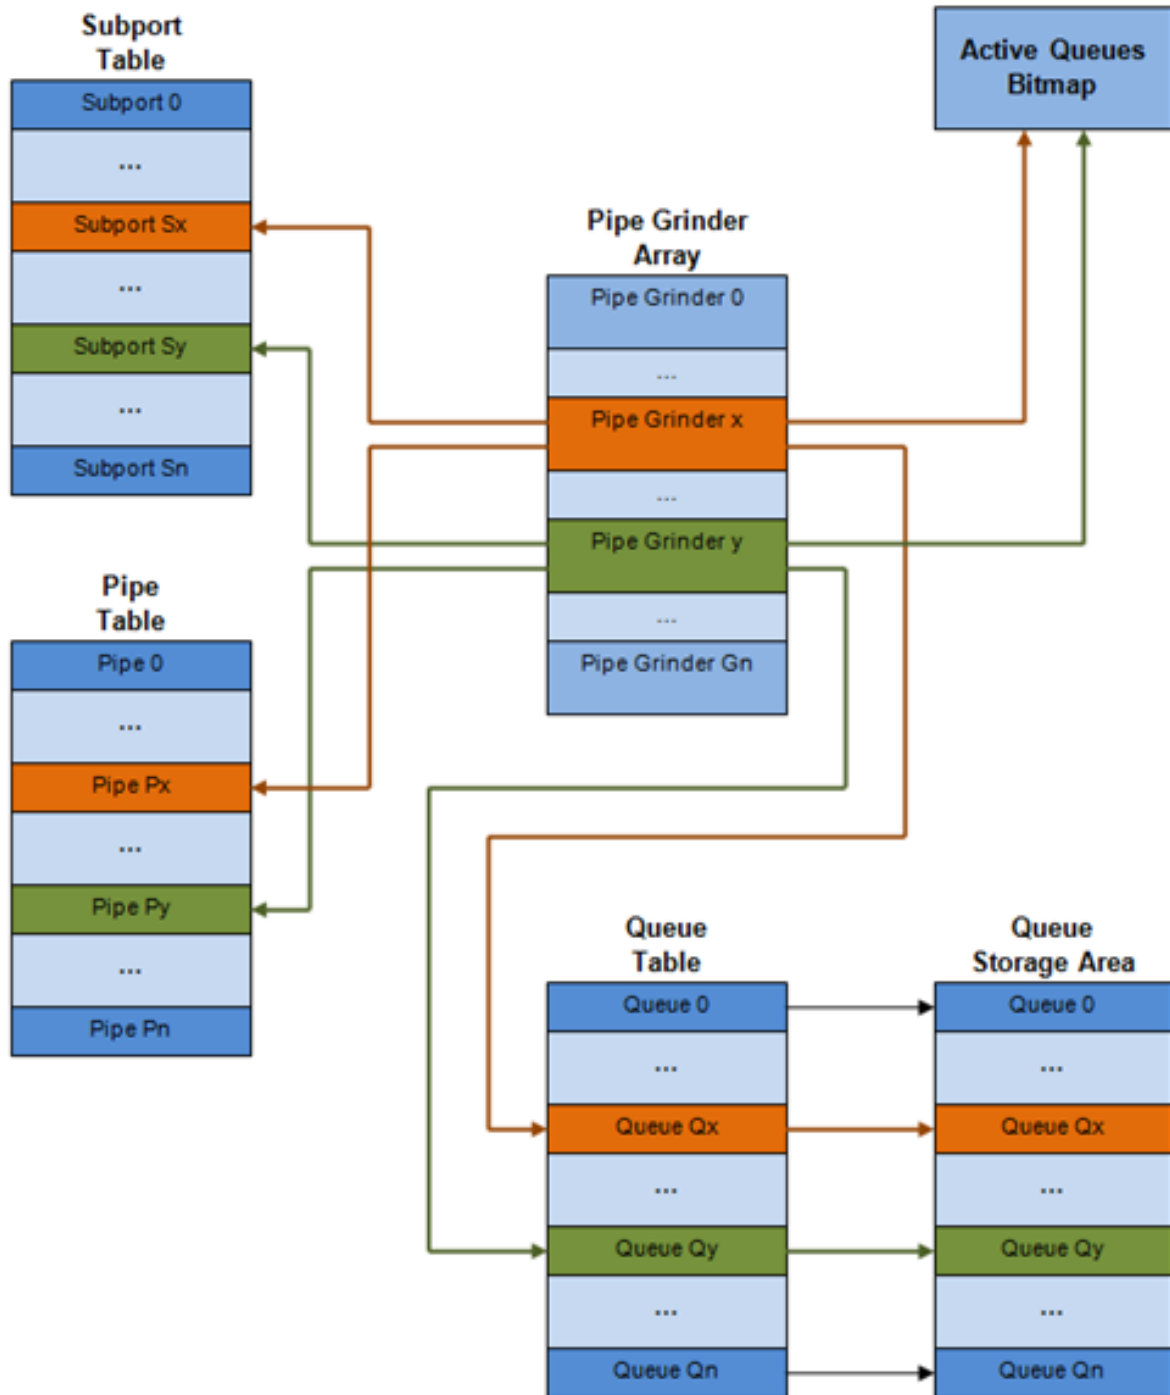 Subport
Table
Subport 0
...
Subport Sx
...
Subport Sy
...
Subport Sn
Active Queues
Bitmap
Pipe Grinder
Array
Pipe Grinder 0
...
Pipe Grinder x
...
Pipe Grinder y
...
Pipe Grinder Gn
Pipe
Table
Pipe 0
...
Pipe Px
...
Pipe Py
...
Pipe Pn
Queue
Table
Queue 0
...
Queue Qx
...
Queue Qy
...
Queue Qn
Queue
Storage Area
Queue 0
...
Queue Qx
...
Queue Qy
...
Queue Qn